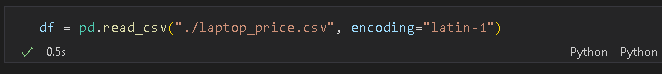 df = pd.read_csv("./laptop_price.csv", encoding="latin-1")
0.5s
Python Python